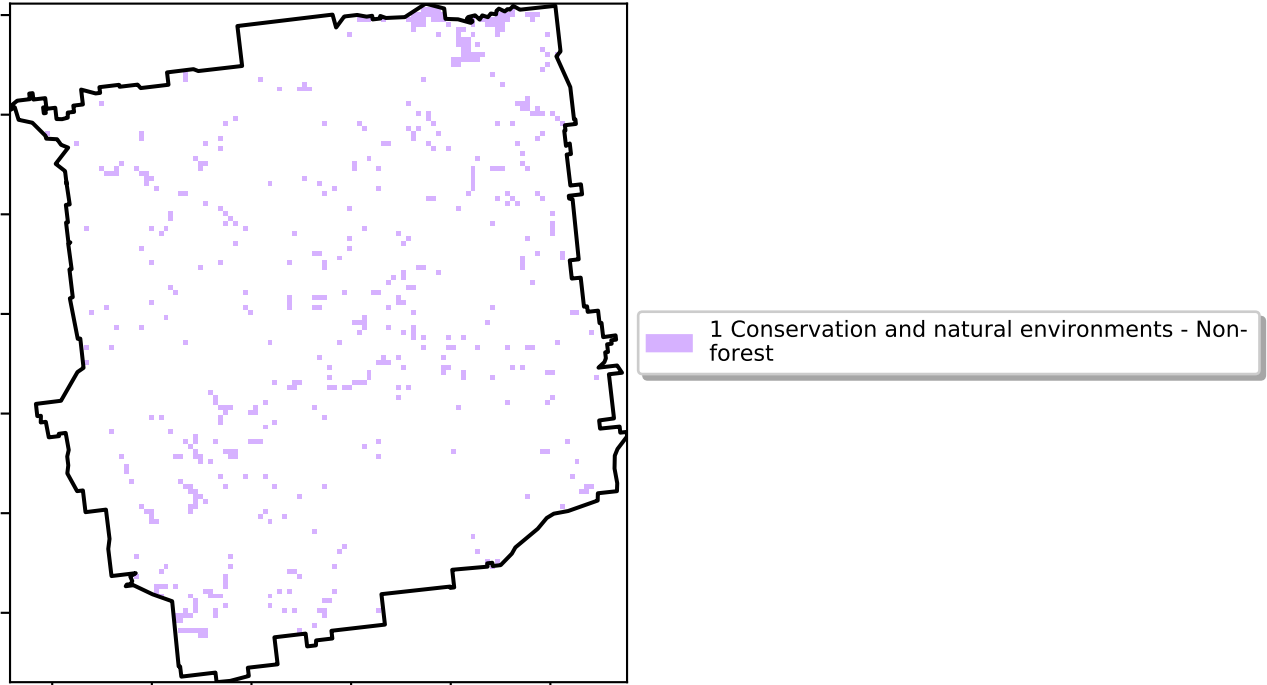 1 Conservation and natural environments - Non-
forest